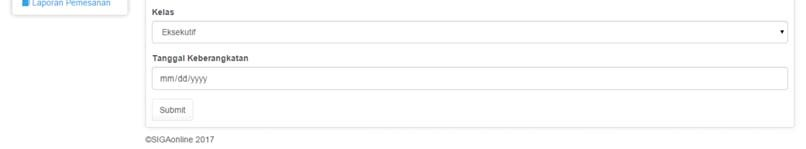 Laporan Pemesanan
Kelas
Eksekutif
Tanggal Keberangkatan
mm/dd/yyyy
Submit
©SIGAonline 2017